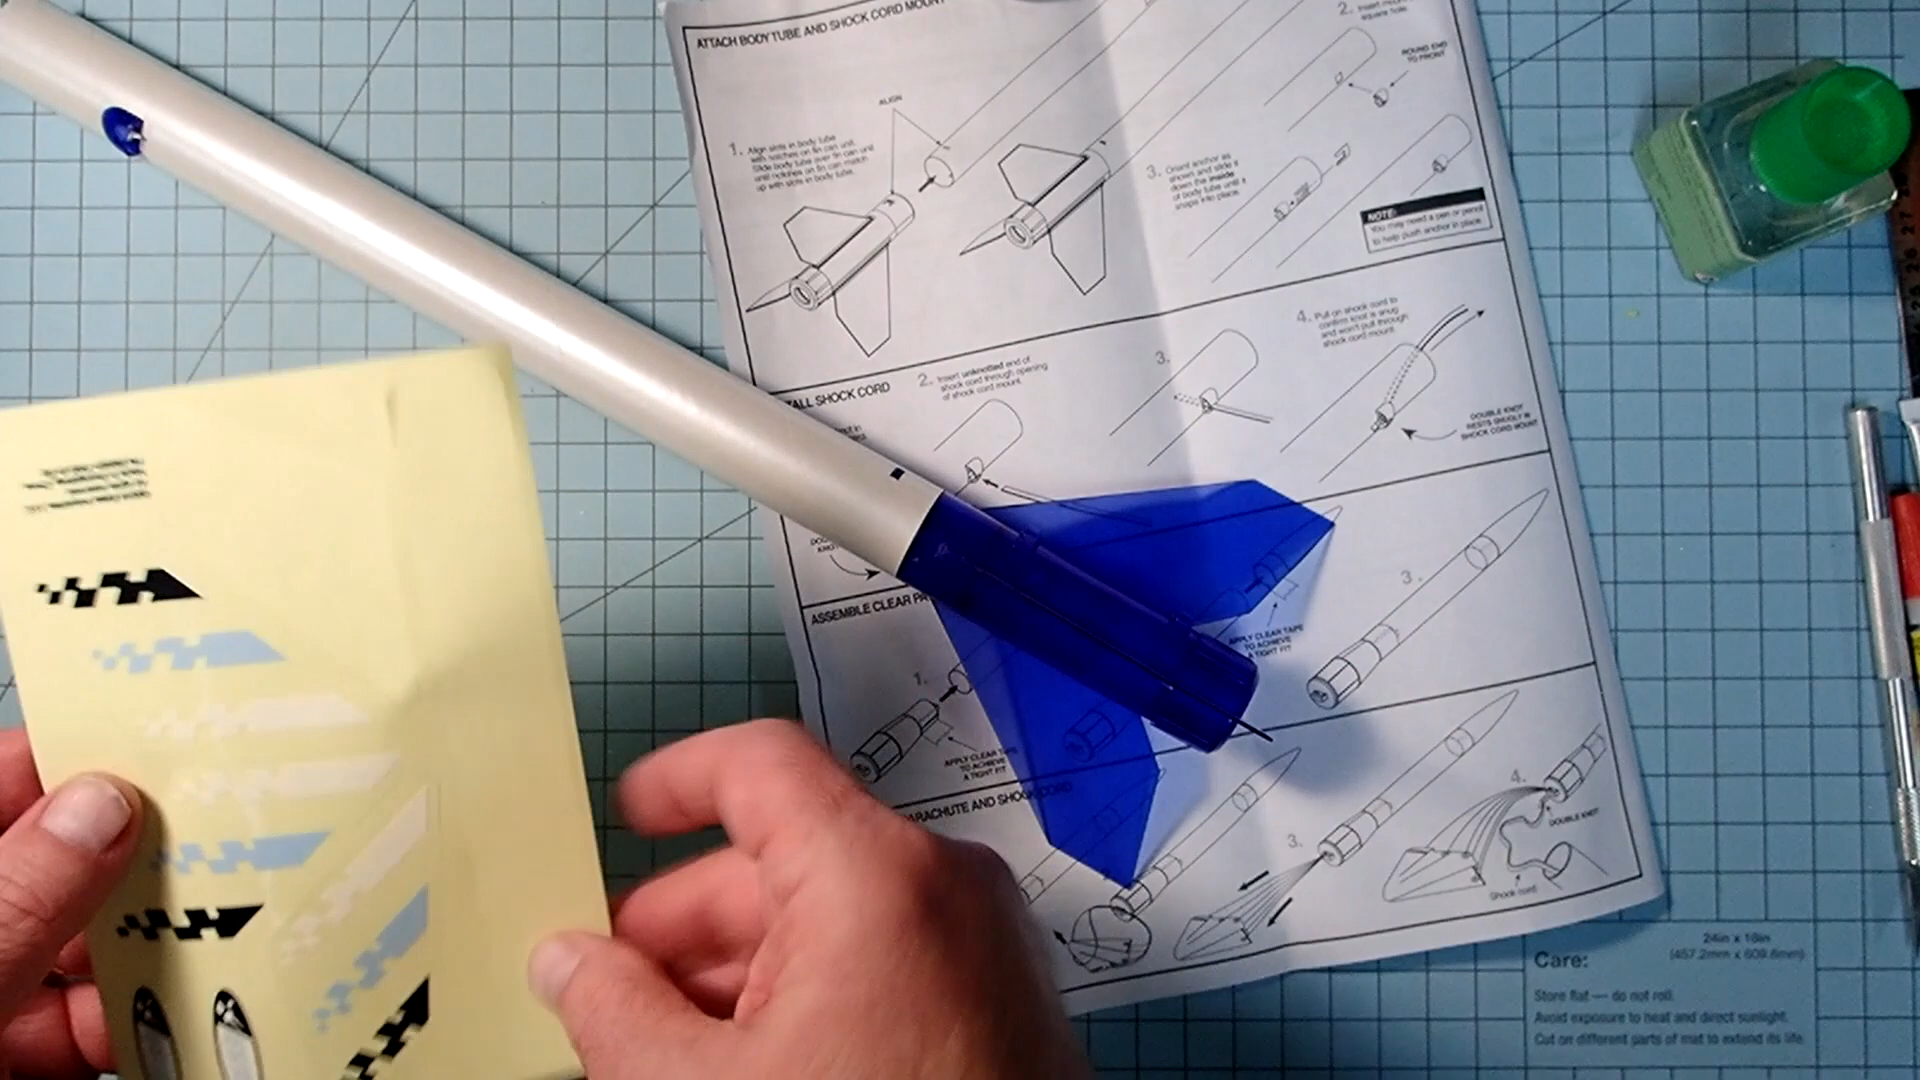 ATTACH BODY TUBE AND SHOCK CORD MOUNT
ALIGN
1. Align slots in body tube
with notches on fin can unit.
Slide body tube over fin can unit
until notches on fin can match
up with slots in body tube.
2. Insert
square hole.
ROUND END
TO FRONT
3. Orient anchor as
shown and slide it
down the inside
of body tube until it
snaps into place.
NOTE:
You may need a pen or pencil
to help push anchor in place.
TALL SHOCK CORD
2. Insert unknotted end of
shock cord through opening
of shock cord mount.
3.
4. Pull on shock cord to
confirm knot is snug
and won't pull through
shock cord mount.
DOUBLE KNOT
RESTS SNUGLY IN
SHOCK CORD MOUNT
ASSEMBLE CLEAR PA
1.
APPLY CLEAR TAPE
TO ACHIEVE
A TIGHT FIT
APPLY CLEAR TAPE
TO ACHIEVE
A TIGHT FIT
3.
PARACHUTE AND SHOCK CORD
3.
4.
DOUBLE KNOT
Shock cord
24in x 18in
(457.2mm x 609.6mm)
Care:
Store flat — do not roll.
Avoid exposure to heat and direct sunlight.
Cut on different parts of mat to extend its life.
27
26
25